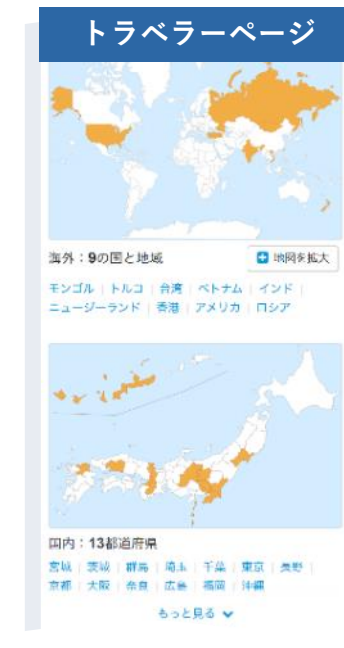 トラベラーページ
海外：9の国と地域
地図を拡大
モンゴル | トルコ | 台湾 | ベトナム | インド |
ニュージーランド | 香港 | アメリカ | ロシア
国内：13都道府県
宮城 | 茨城 | 群馬 | 埼玉 | 千葉 | 東京 | 長野 |
京都 | 大阪 | 奈良 | 広島 | 福岡 | 沖縄
もっと見る